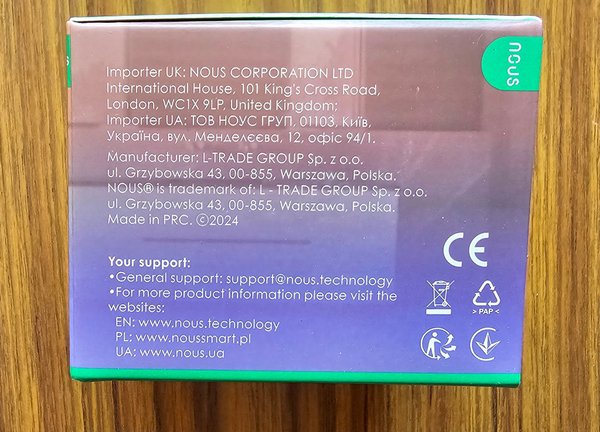 nous
Importer UK: NOUS CORPORATION LTD
International House, 101 King's Cross Road,
London, WC1X 9LP, United Kingdom;
Importer UA: ТОВ НОУС ГРУП, 01103, Київ,
Україна, вул. Менделєєва, 12, офіс 94/1.
Manufacturer: L-TRADE GROUP Sp. z o.o.
ul. Grzybowska 43, 00-855, Warszawa, Polska.
NOUS® is trademark of: L - TRADE GROUP Sp. z o.o.
ul. Grzybowska 43, 00-855, Warszawa, Polska.
Made in PRC. ©2024
CE
Your support:
•General support: support@nous.technology
•For more product information please visit the
websites:
EN: www.nous.technology
PL: www.noussmart.pl
UA: www.nous.ua
> PAP <